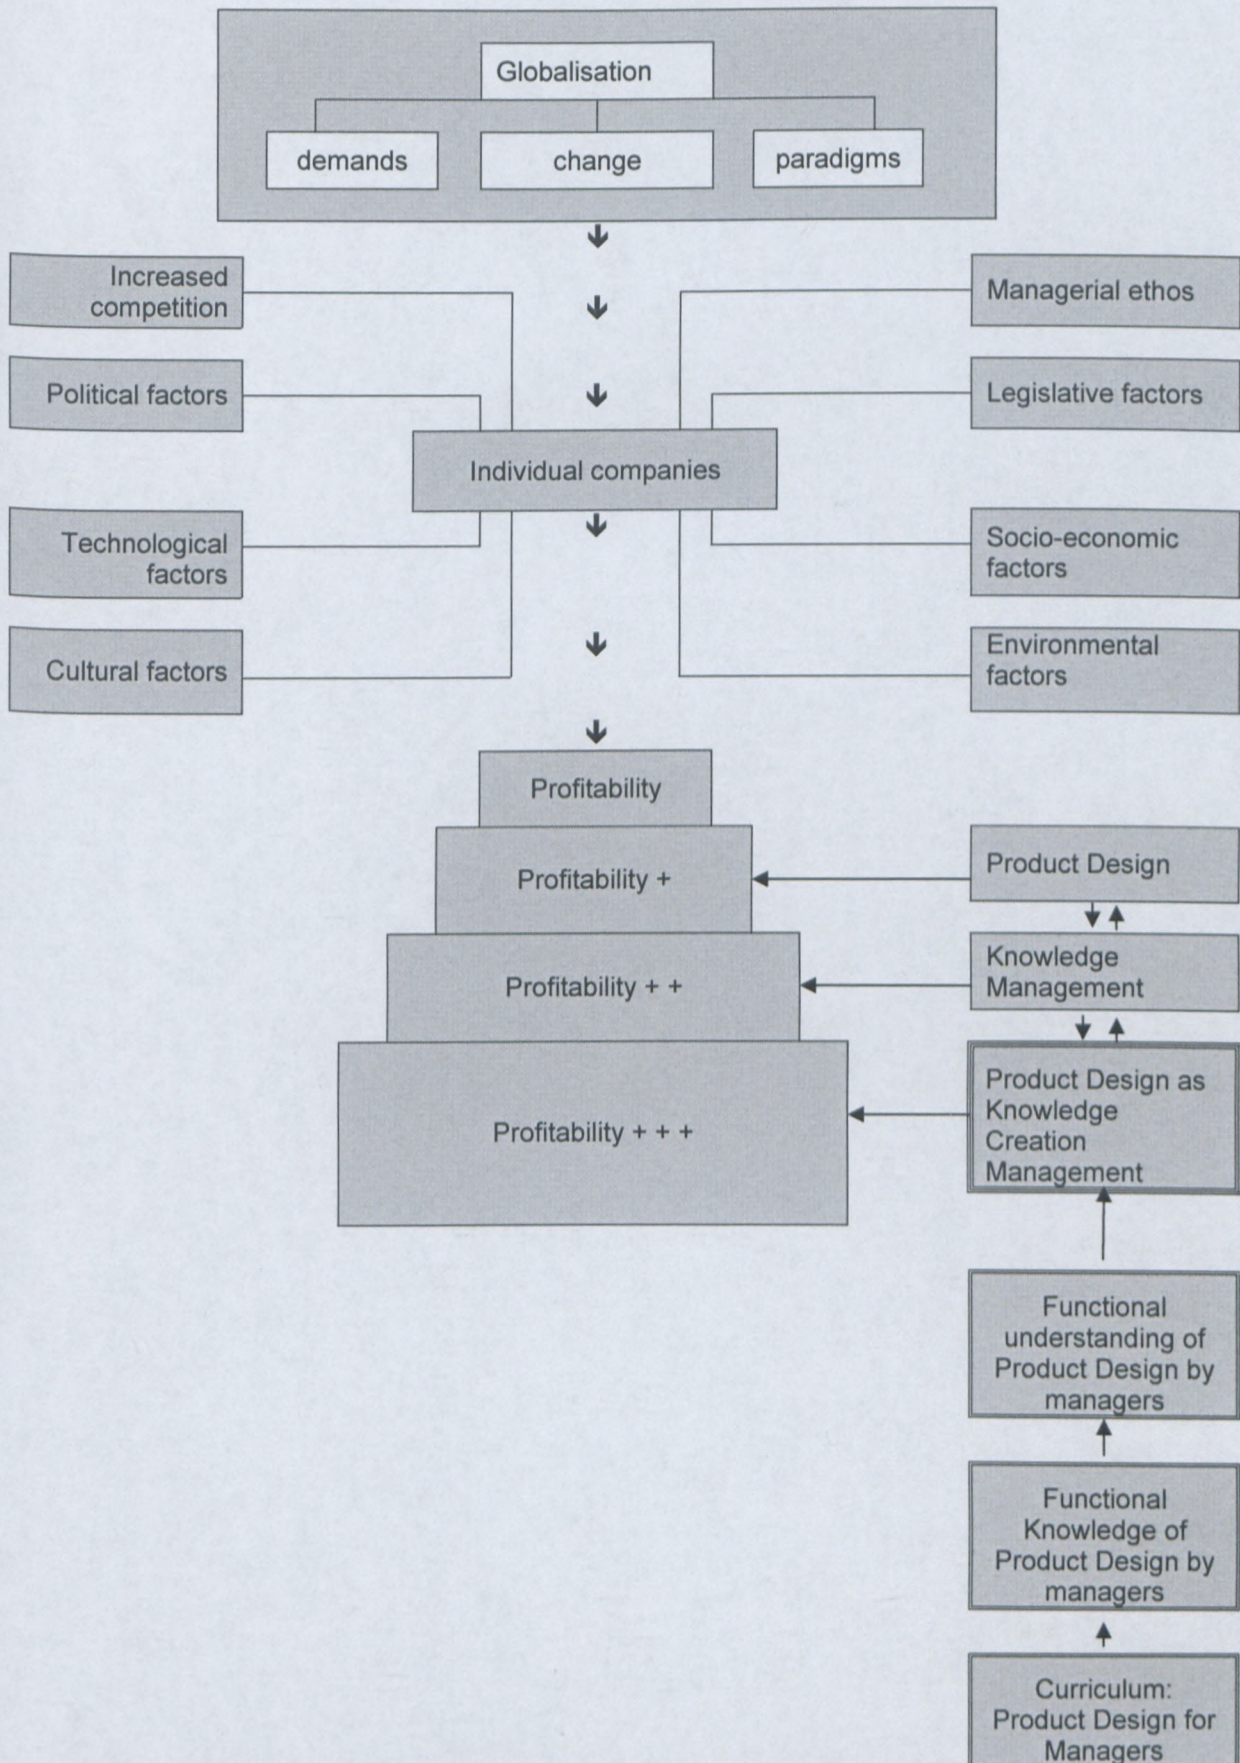 Globalisation
demands
change
paradigms
Increased
competition
Managerial ethos
Political factors
Legislative factors
Individual companies
Technological
factors
Socio-economic
factors
Cultural factors
Environmental
factors
Profitability
Profitability +
Product Design
Profitability + +
Knowledge
Management
Profitability + + +
Product Design as
Knowledge
Creation
Management
Functional
understanding of
Product Design by
managers
Functional
Knowledge of
Product Design by
managers
Curriculum:
Product Design for
Managers